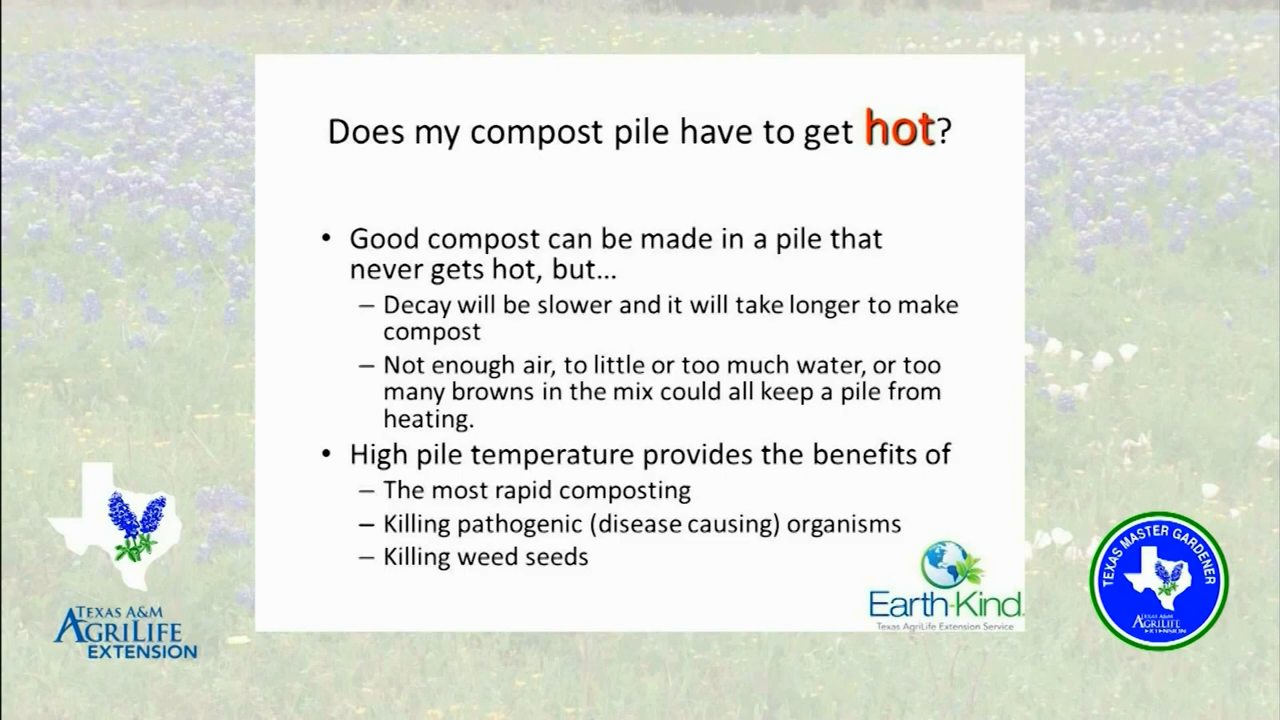 Does my compost pile have to get hot?
• Good compost can be made in a pile that
never gets hot, but...
– Decay will be slower and it will take longer to make
compost
– Not enough air, to little or too much water, or too
many browns in the mix could all keep a pile from
heating.
• High pile temperature provides the benefits of
– The most rapid composting
– Killing pathogenic (disease causing) organisms
– Killing weed seeds
Earth-Kind
Texas AgriLife Extension Service
TEXAS A&M
AGRILIFE
EXTENSION
TEXAS MASTER GARDENER
TEXAS A&M
AGRILIFE
EXTENSION